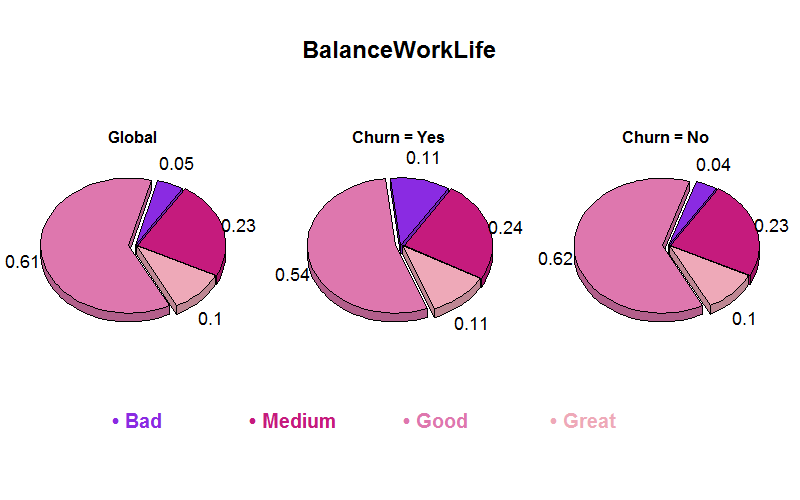 BalanceWorkLife
Global
0.05
0.23
0.61
0.1
Churn = Yes
0.11
0.24
0.54
0.11
Churn = No
0.04
0.23
0.62
0.1
• Bad
• Medium
• Good
• Great